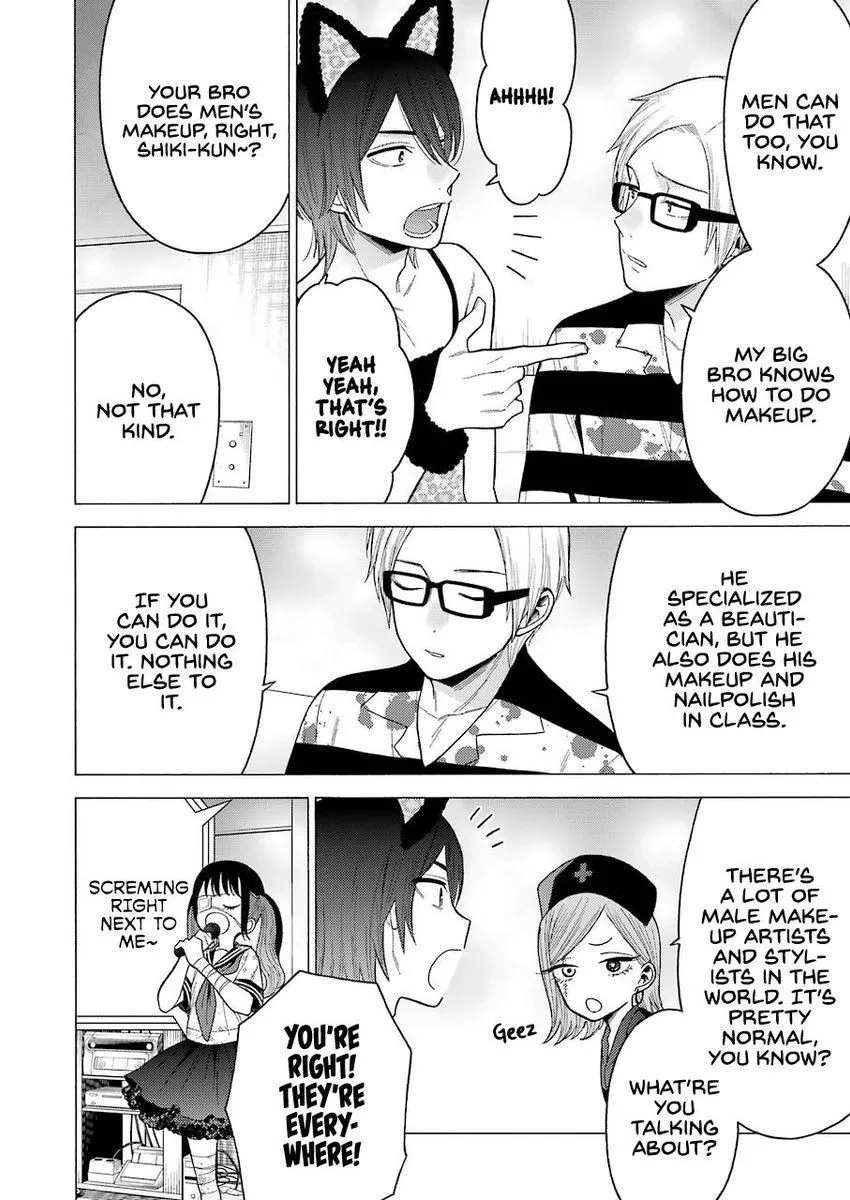 MEN CAN
DO THAT
TOO, YOU
KNOW.
MY BIG
BRO KNOWS
HOW TO DO
MAKEUP.
AHHHH!
YEAH
YEAH,
THAT'S
RIGHT!!
YOUR BRO
DOES MEN'S
MAKEUP, RIGHT,
SHIKI-KUN~?
NO,
NOT THAT
KIND.
HE
SPECIALIZED
AS A BEAUTI-
CIAN, BUT HE
ALSO DOES HIS
MAKEUP AND
NAILPOLISH
IN CLASS.
IF YOU
CAN DO IT,
YOU CAN DO
IT. NOTHING
ELSE TO
IT.
THERE'S
A LOT OF
MALE MAKE-
UP ARTISTS
AND STYL-
ISTS IN THE
WORLD. IT'S
PRETTY
NORMAL,
YOU KNOW?
WHAT'RE
YOU
TALKING
ABOUT?
Geez
YOU'RE
RIGHT!
THEY'RE
EVERY-
WHERE!
SCREMING
RIGHT
NEXT TO
ME~